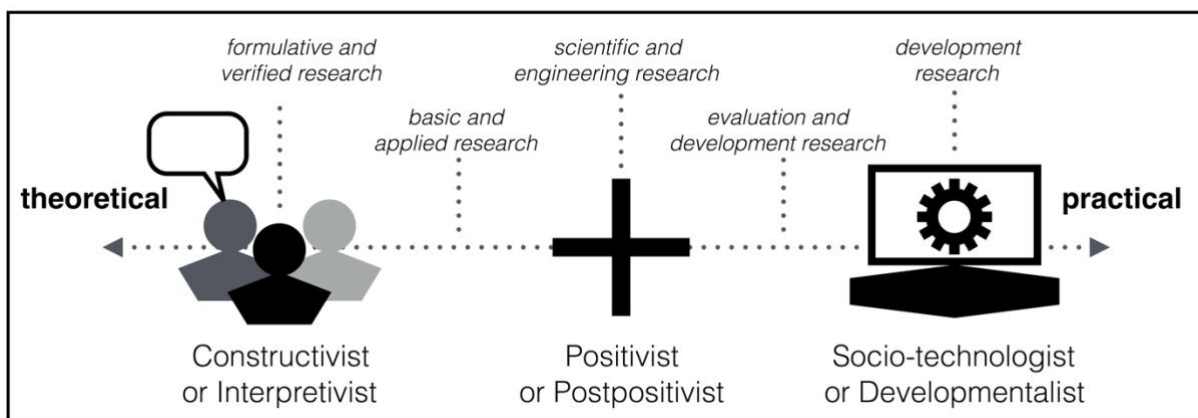 formulative and
verified research
scientific and
engineering research
development
research
basic and
applied research
evaluation and
development research
theoretical
practical
Constructivist
or Interpretivist
Positivist
or Postpositivist
Socio-technologist
or Developmentalist